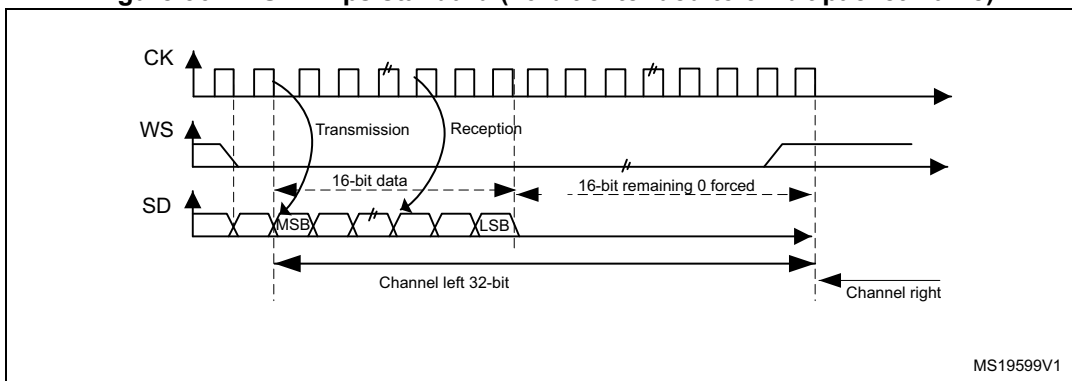 CK
Transmission
Reception
WS
16-bit data
16-bit remaining 0 forced
SD
MSB
LSB
Channel left 32-bit
Channel right
MS19599V1